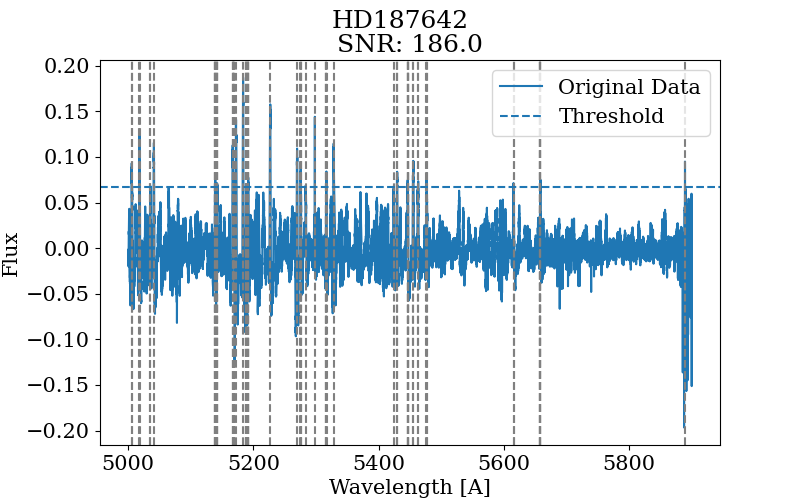 HD187642
SNR: 186.0
0.20
0.15
0.10
0.05
0.00
−0.05
−0.10
−0.15
−0.20
Flux
Original Data
Threshold
5000
5200
5400
5600
5800
Wavelength [A]